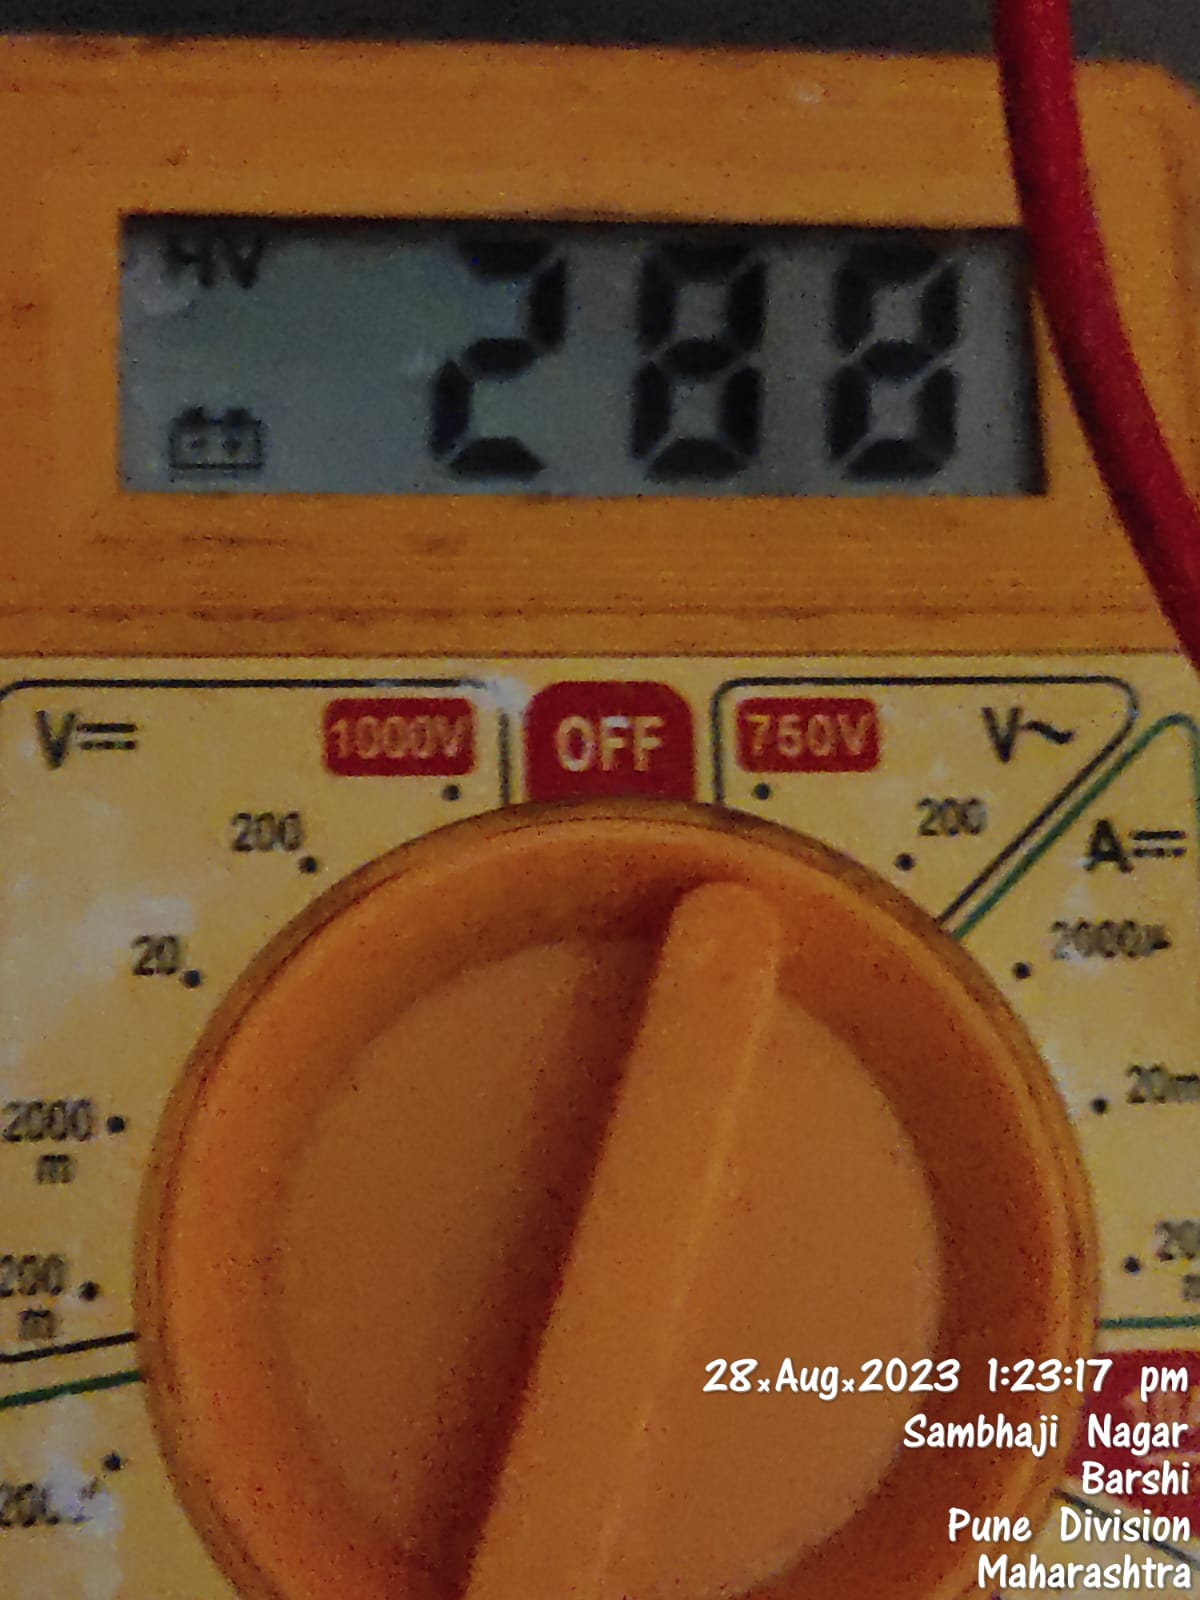 HV
288
V⎓
1000V
OFF
750V
V~
200
200
A⎓
20
2000µ
20m
2000
m
200
m
28×Aug×2023 1:23:17 pm
Sambhaji Nagar
Barshi
Pune Division
Maharashtra